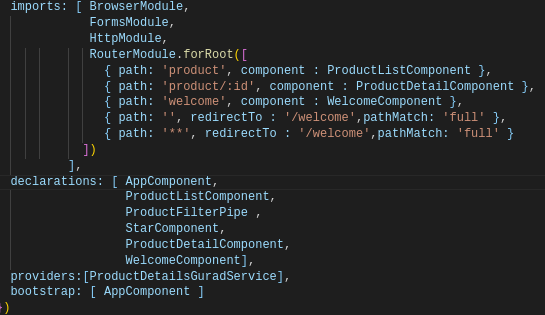 imports: [ BrowserModule,
FormsModule,
HttpModule,
RouterModule.forRoot([
{ path: 'product', component : ProductListComponent },
{ path: 'product/:id', component : ProductDetailComponent },
{ path: 'welcome', component : WelcomeComponent },
{ path: '', redirectTo : '/welcome',pathMatch: 'full' },
{ path: '**', redirectTo : '/welcome',pathMatch: 'full' }
])
],
declarations: [ AppComponent,
ProductListComponent,
ProductFilterPipe ,
StarComponent,
ProductDetailComponent,
WelcomeComponent],
providers:[ProductDetailsGuradService],
bootstrap: [ AppComponent ]
})